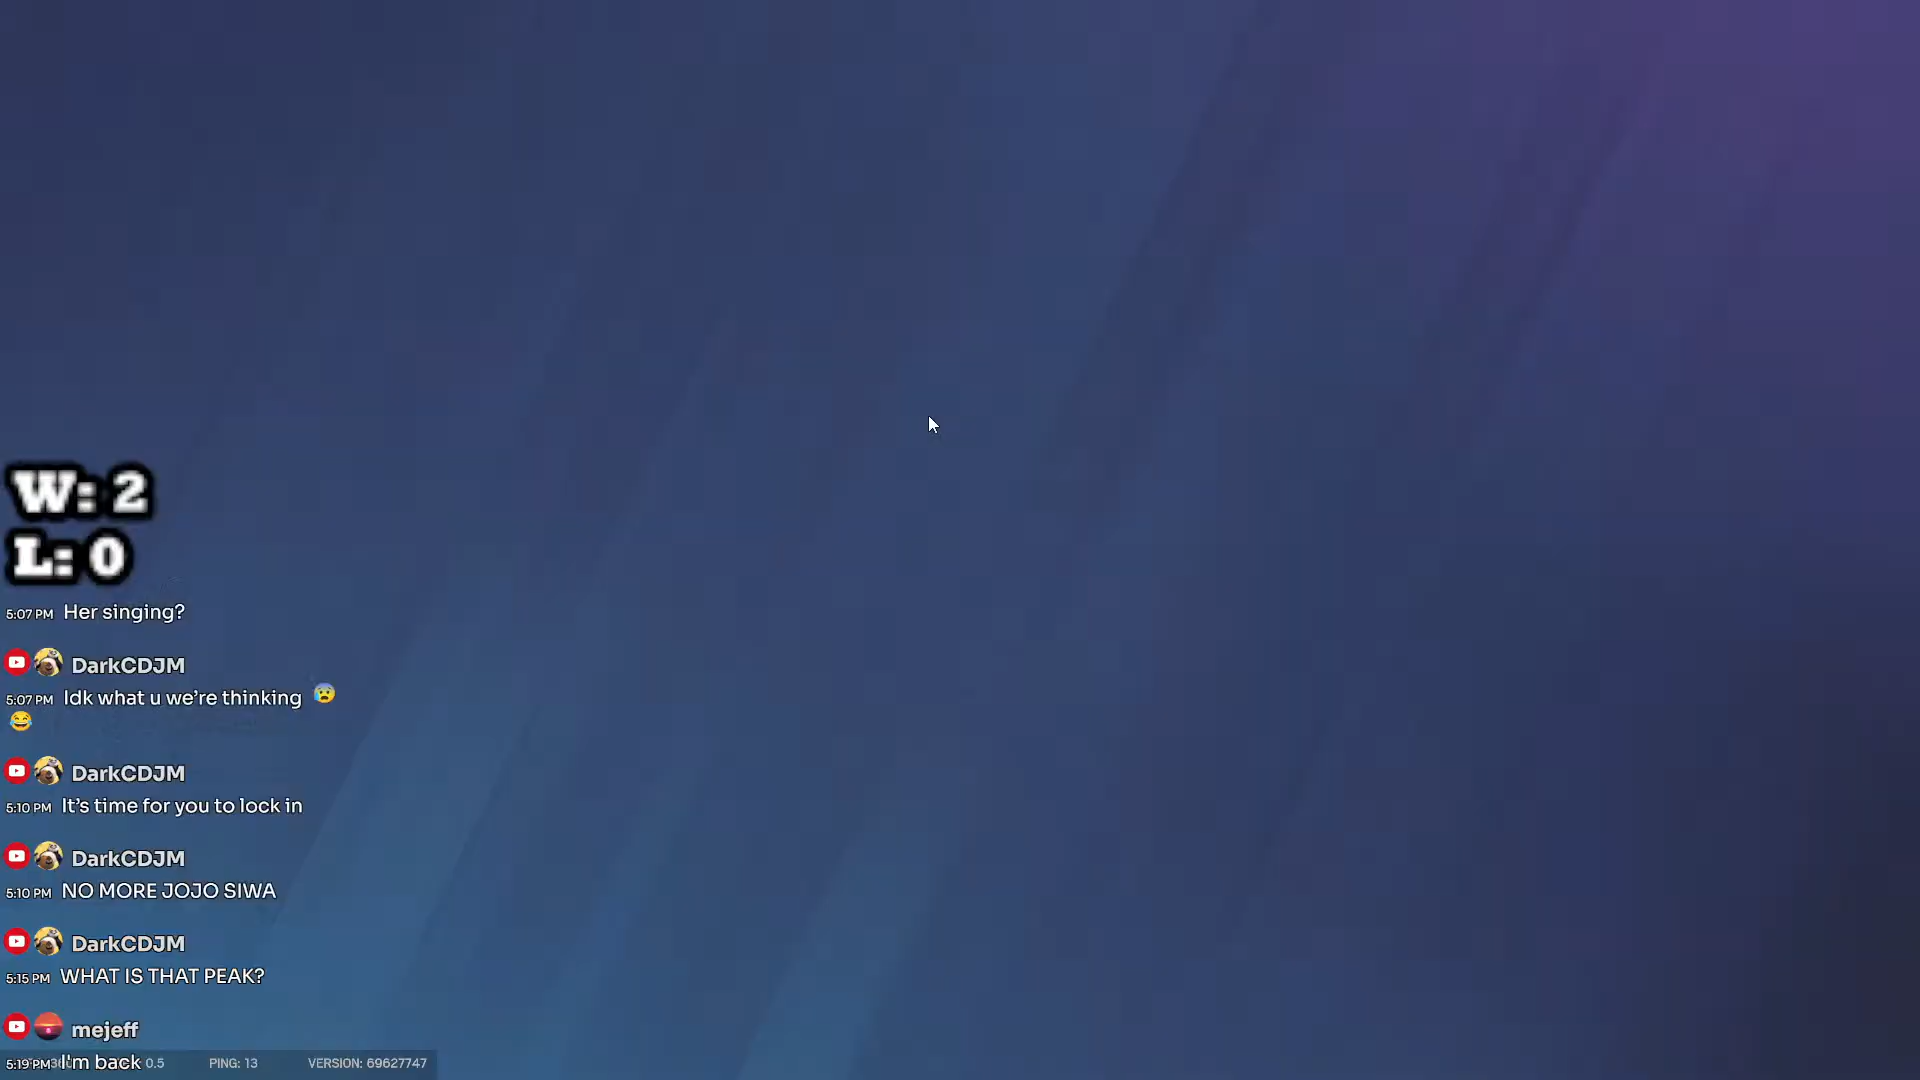 W: 2
L: 0
5:07 PM Her singing?
DarkCDJM
5:07 PM Idk what u we’re thinking 😰
😂
DarkCDJM
5:10 PM It’s time for you to lock in
DarkCDJM
5:10 PM NO MORE JOJO SIWA
DarkCDJM
5:15 PM WHAT IS THAT PEAK?
mejeff
5:19 PM I'm back 0.5 PING: 13 VERSION: 69627747